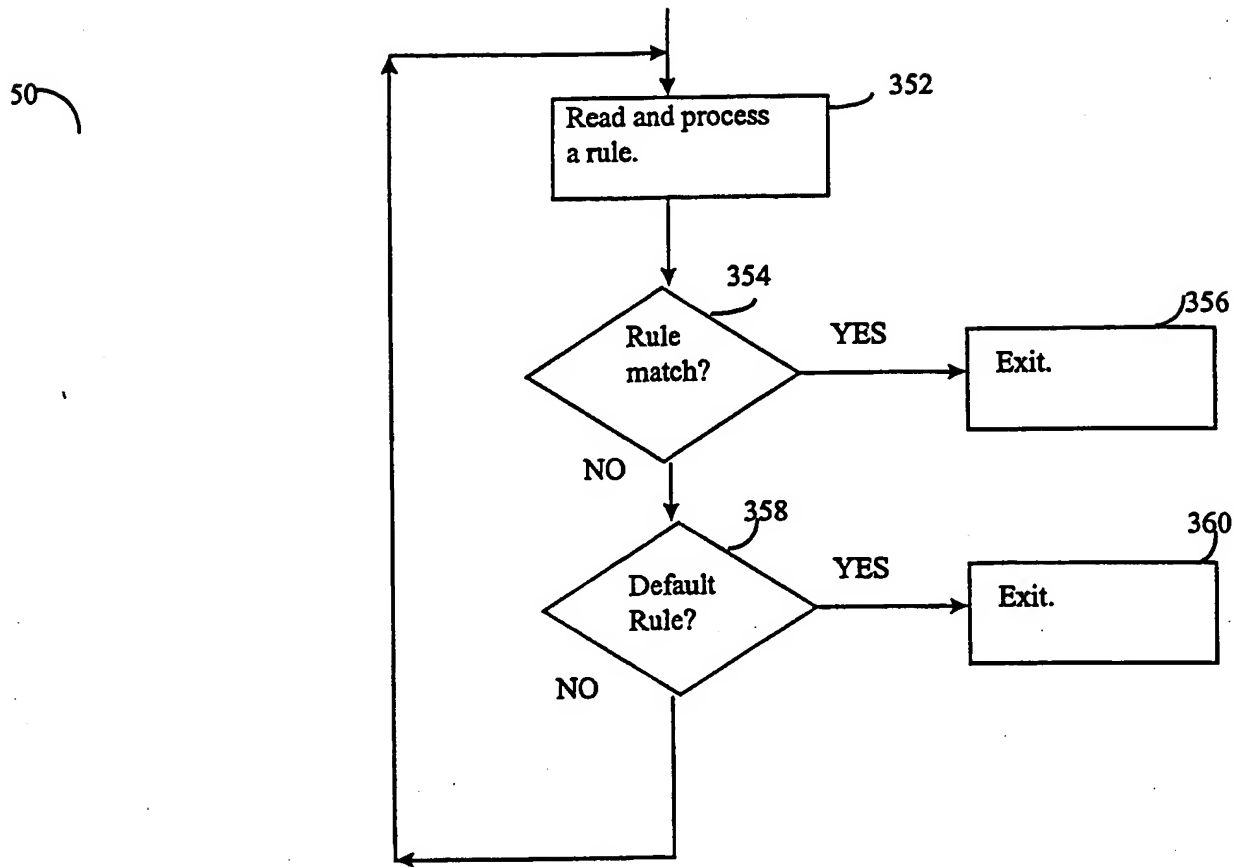 50
352
Read and process
a rule.
354
Rule
match?
YES
356
Exit.
NO
358
Default
Rule?
YES
360
Exit.
NO